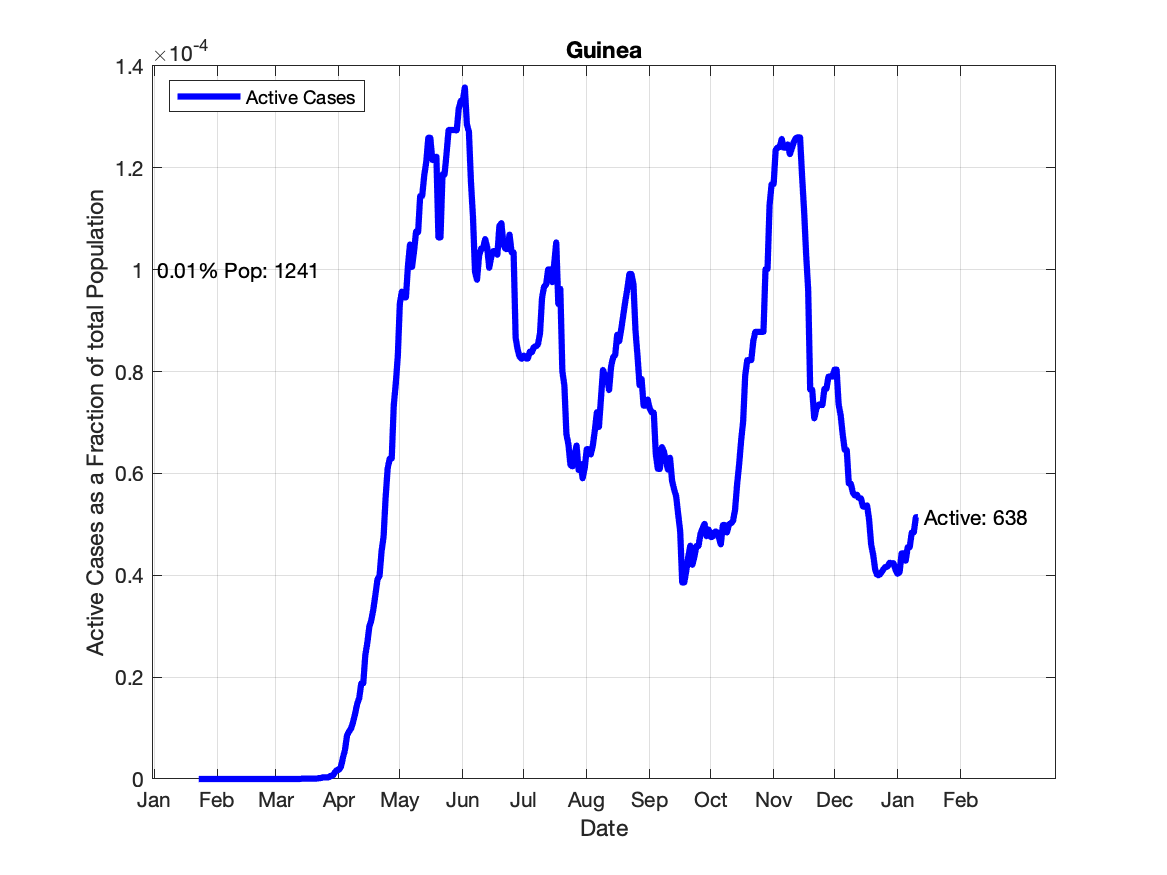 Guinea
×10-4
Active Cases
1.4
1.2
1
0.8
0.6
0.4
0.2
0
0.01% Pop: 1241
Active: 638
Active Cases as a Fraction of total Population
Jan Feb Mar Apr May Jun Jul Aug Sep Oct Nov Dec Jan Feb
Date